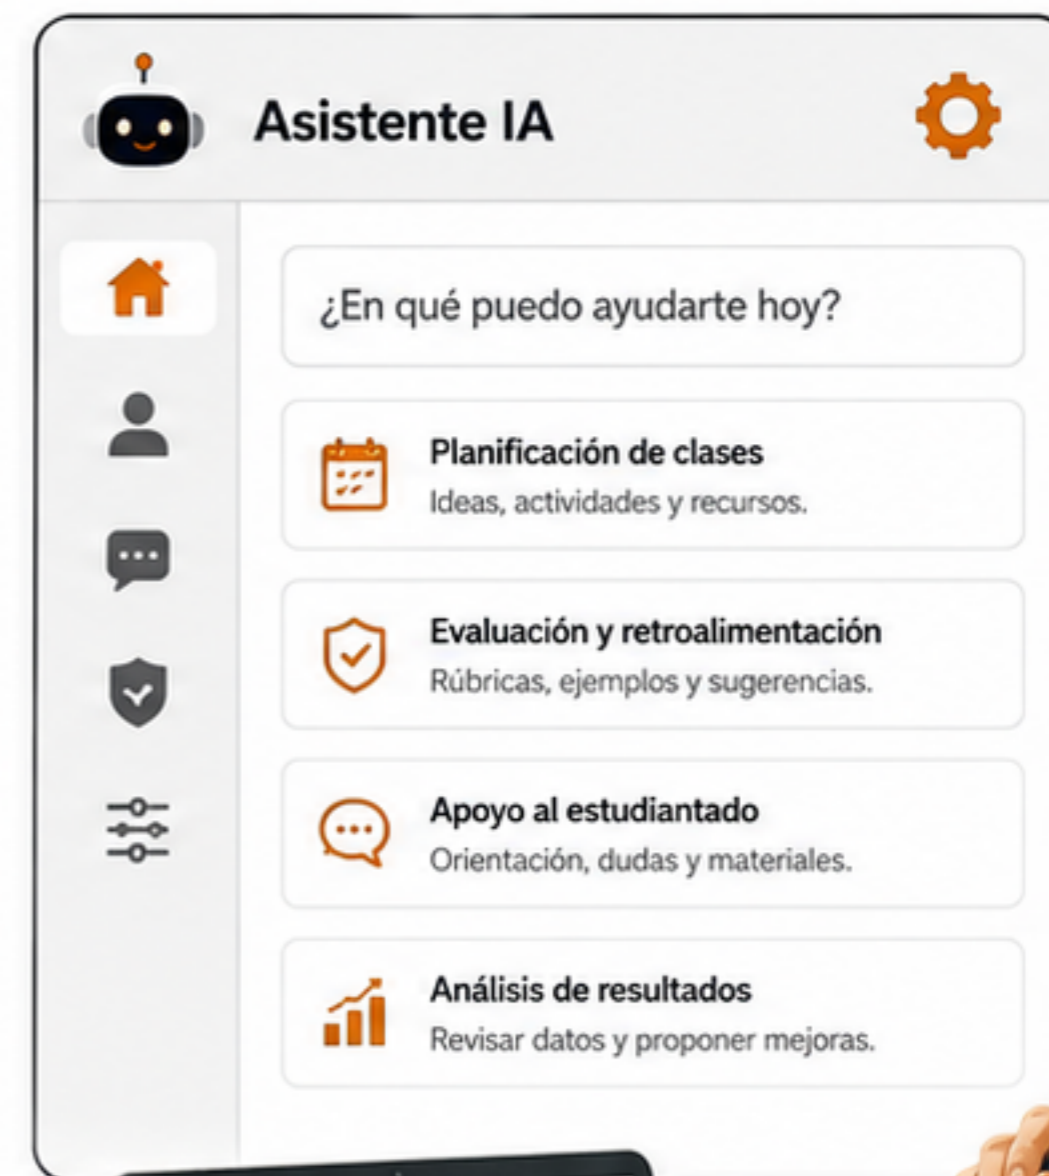 Asistente IA
¿En qué puedo ayudarte hoy?
Planificación de clases
Ideas, actividades y recursos.
Evaluación y retroalimentación
Rúbricas, ejemplos y sugerencias.
Apoyo al estudiantado
Orientación, dudas y materiales.
Análisis de resultados
Revisar datos y proponer mejoras.